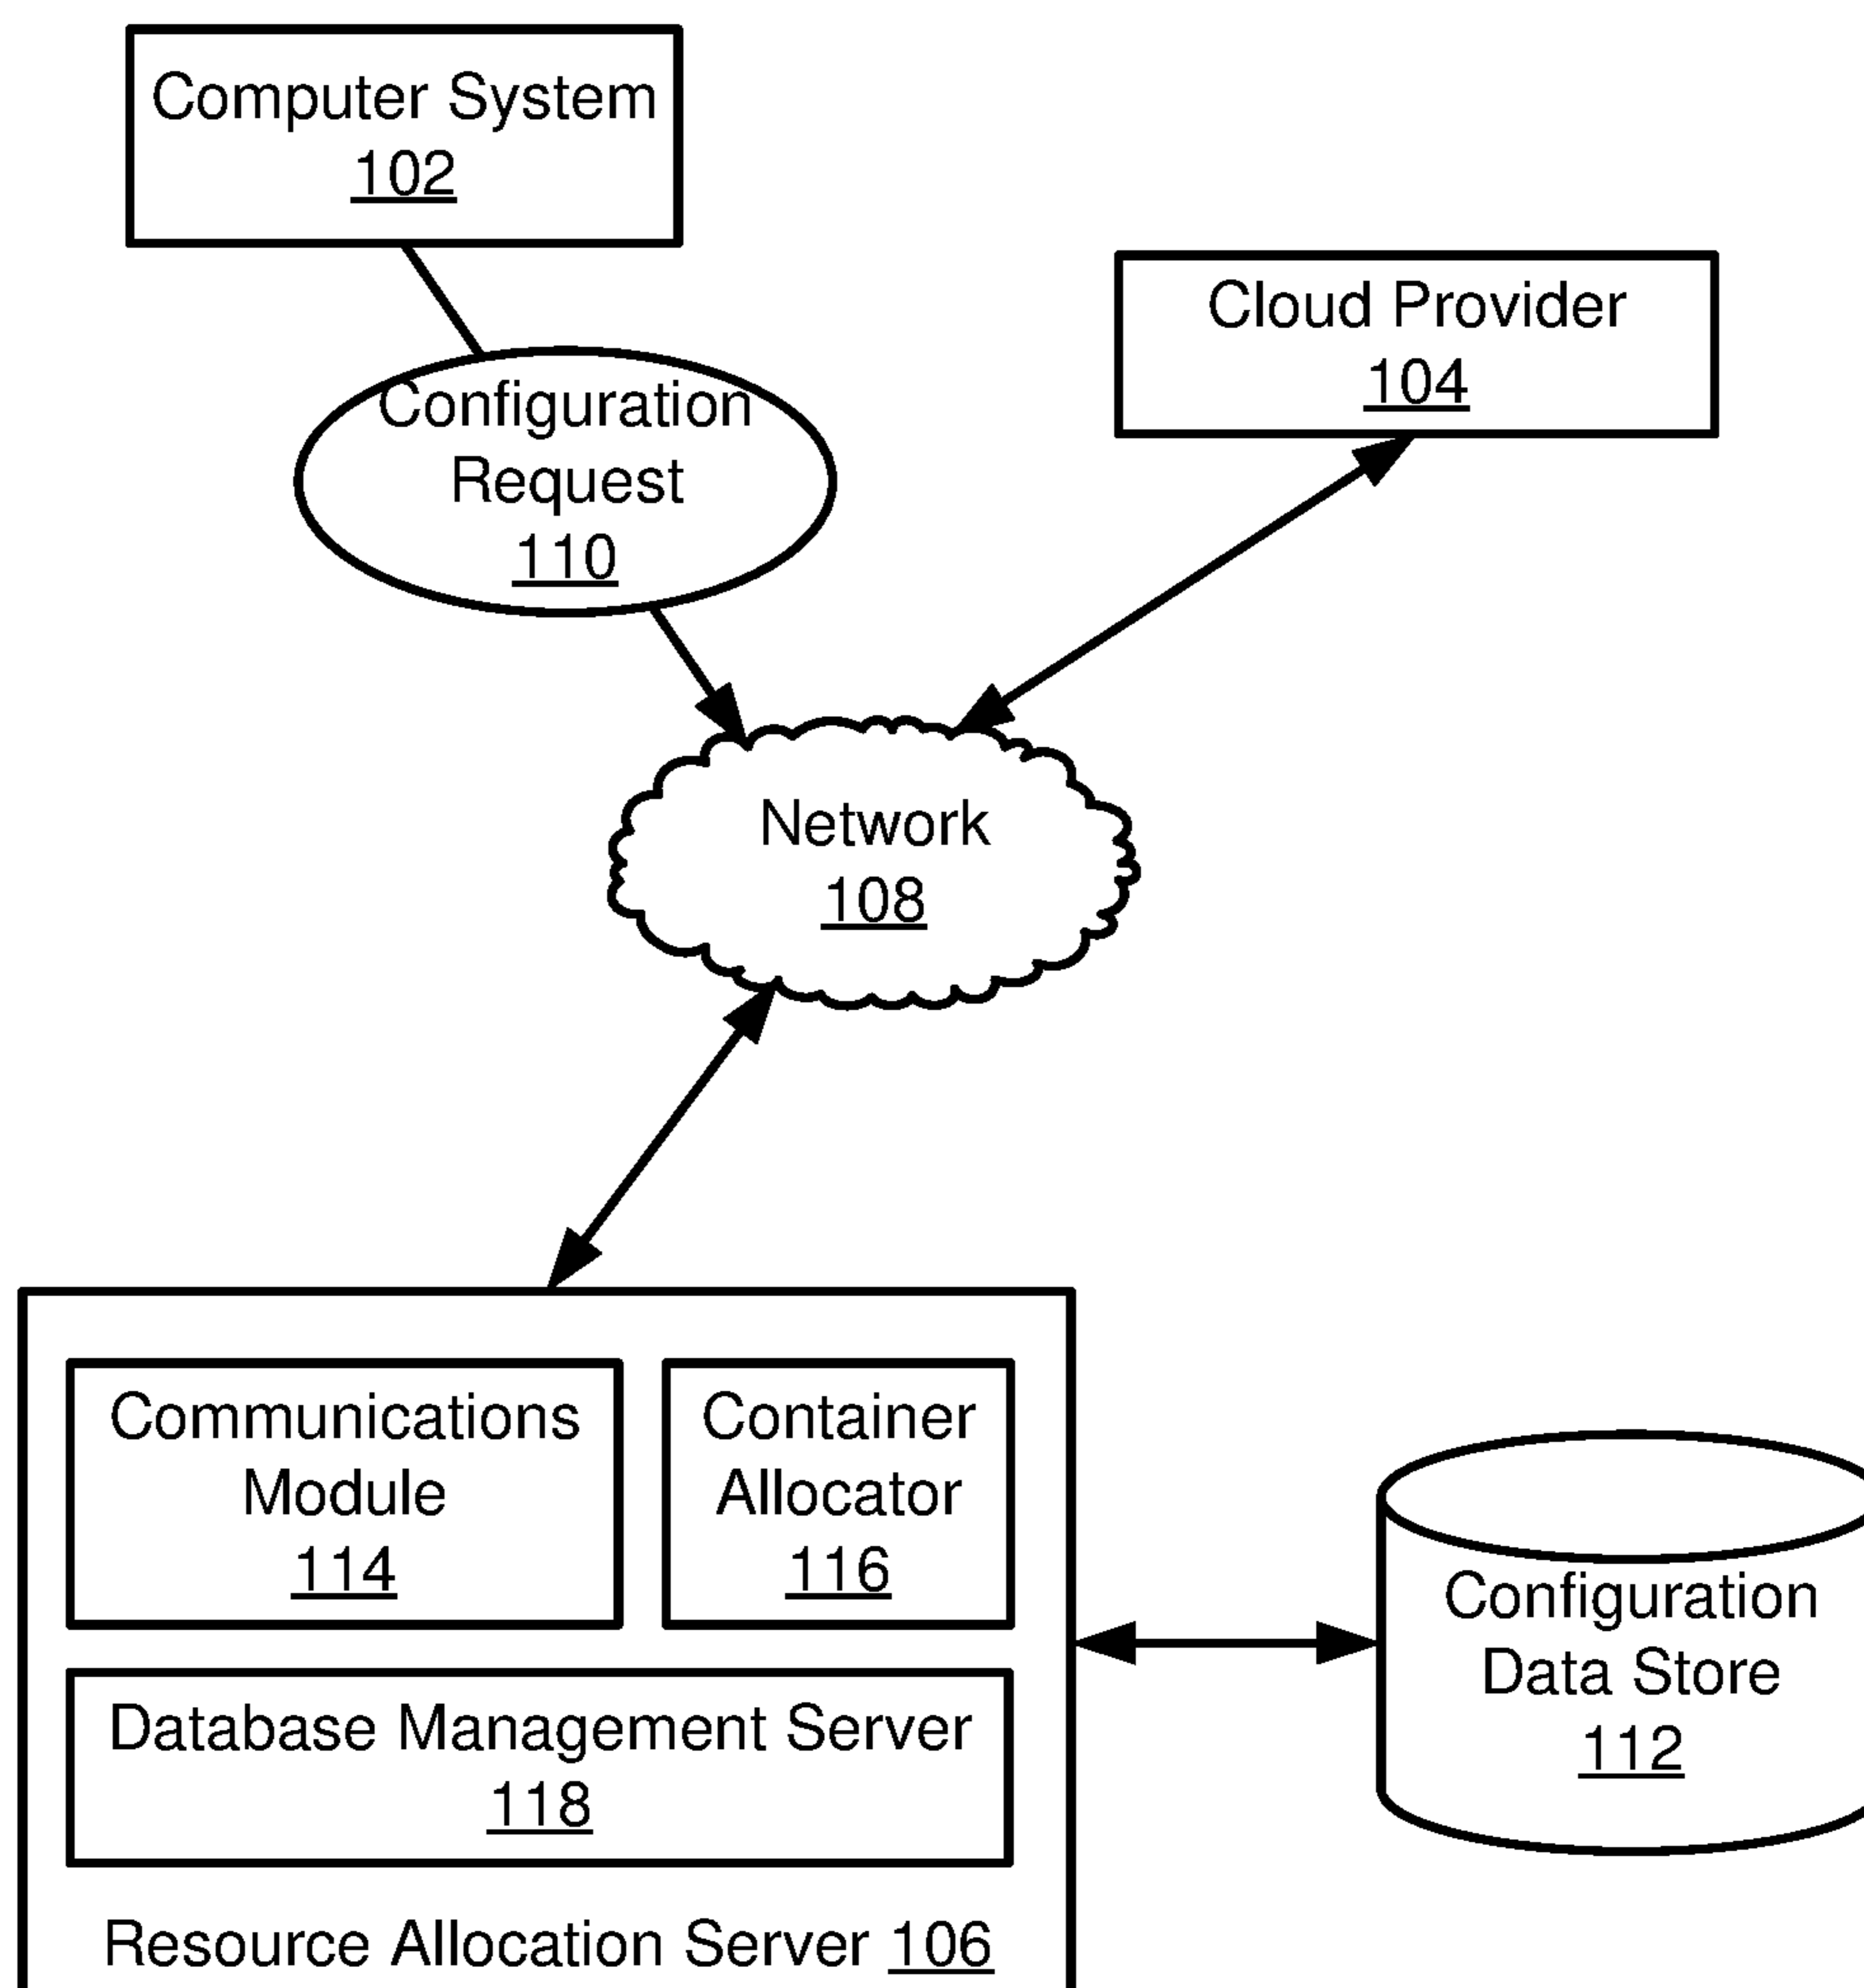 Computer System
102
Cloud Provider
104
Configuration
Request
110
Network
108
Communications
Module
114
Container
Allocator
116
Database Management Server
118
Resource Allocation Server 106
Configuration
Data Store
112